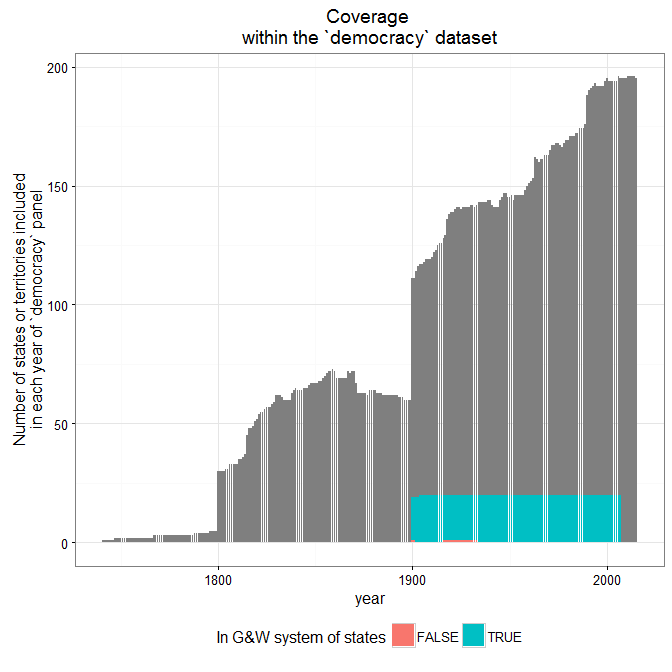 Coverage
within the `democracy` dataset
Number of states or territories included
in each year of `democracy` panel
200
150
100
50
0
1800
1900
2000
year
In G&W system of states
FALSE
TRUE